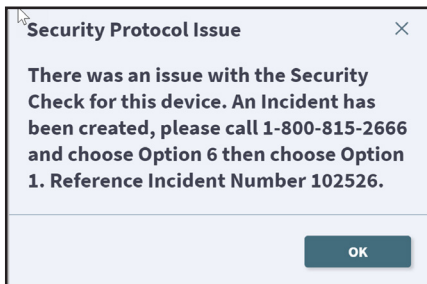 Security Protocol Issue
There was an issue with the Security
Check for this device. An Incident has
been created, please call 1-800-815-2666
and choose Option 6 then choose Option
1. Reference Incident Number 102526.
OK